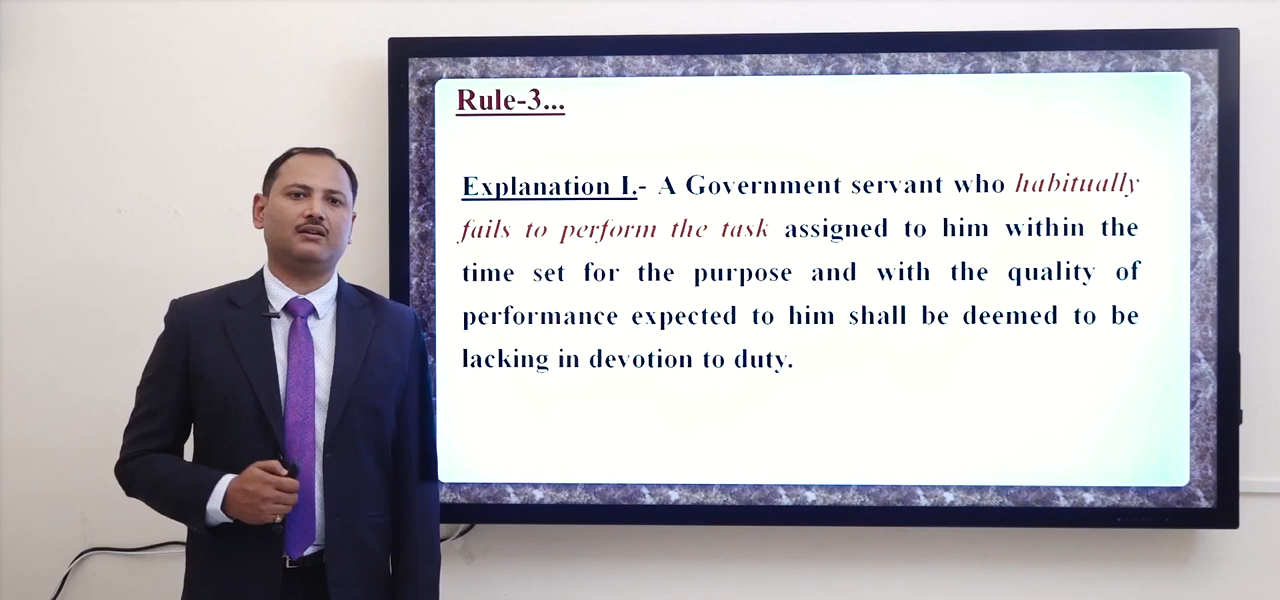 Rule-3...
Explanation I.- A Government servant who habitually
fails to perform the task assigned to him within the
time set for the purpose and with the quality of
performance expected to him shall be deemed to be
lacking in devotion to duty.